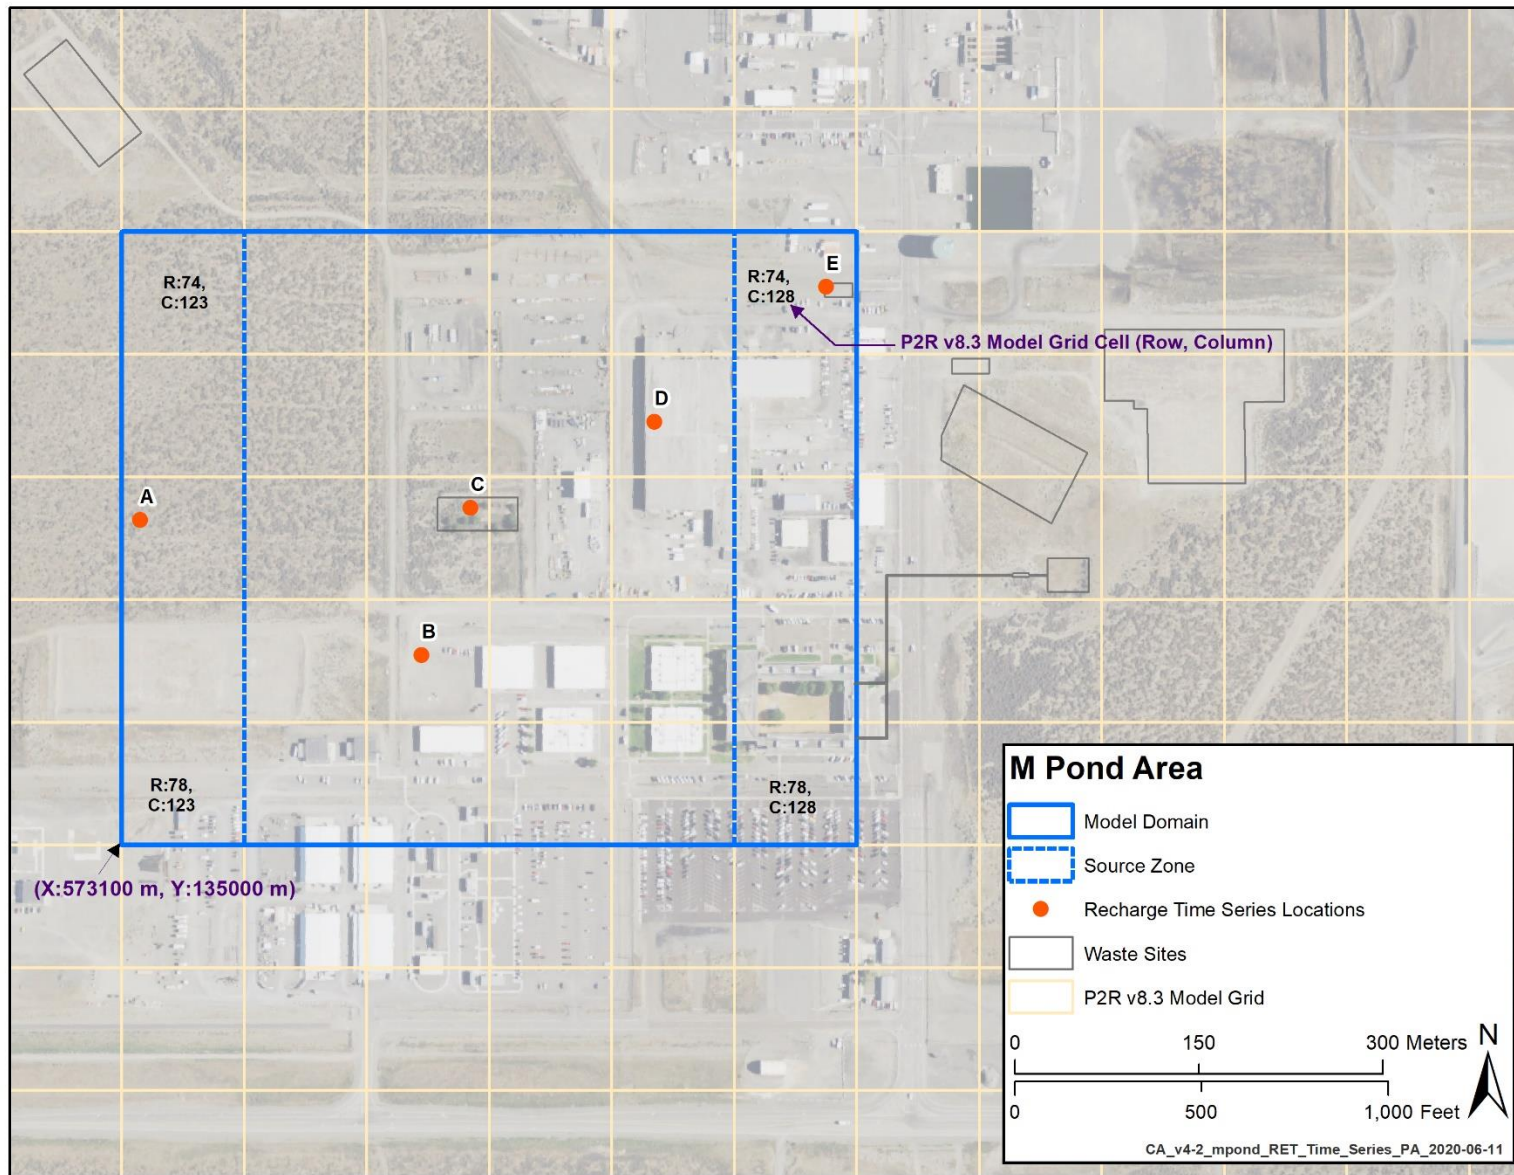 E
R:74,
C:123
R:74,
C:128
P2R v8.3 Model Grid Cell (Row, Column)
D
C
A
B
R:78,
C:123
R:78,
C:128
(X:573100 m, Y:135000 m)
M Pond Area
Model Domain
Source Zone
Recharge Time Series Locations
Waste Sites
P2R v8.3 Model Grid
0 150 300 Meters
N
0 500 1,000 Feet
CA_v4-2_mpond_RET_Time_Series_PA_2020-06-11